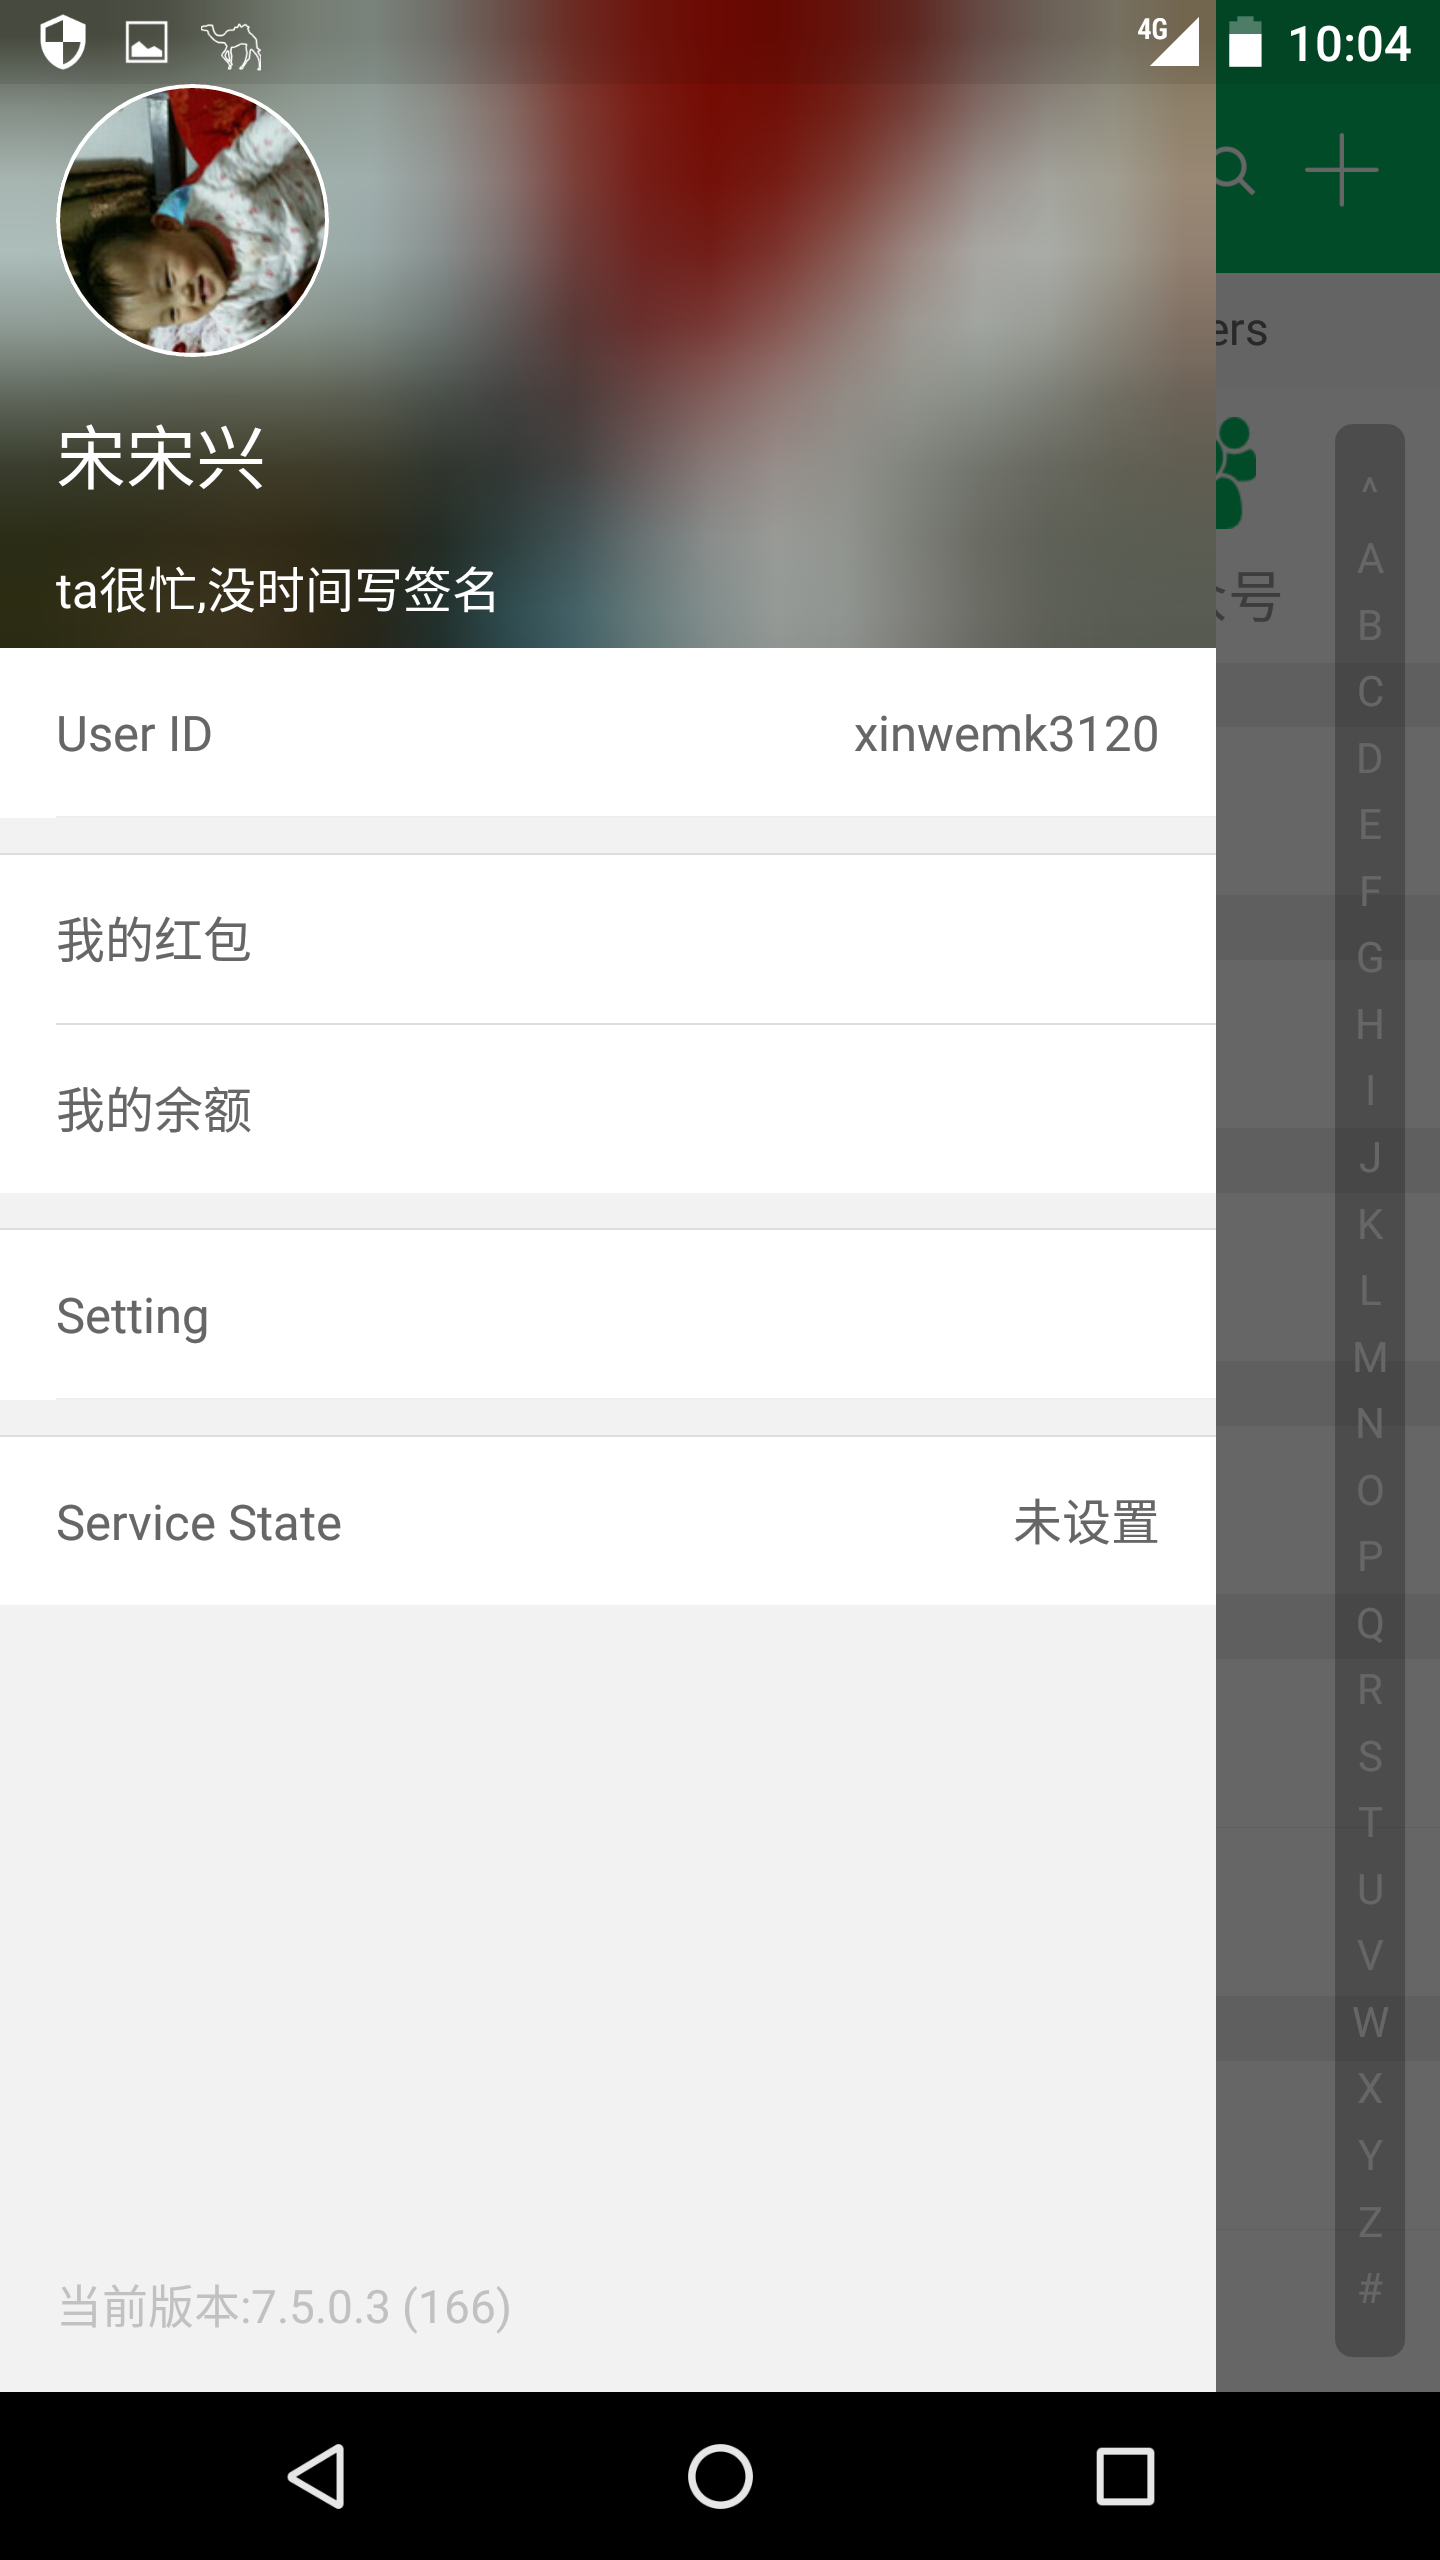 4G 10:04
ers
宋宋兴
号
ta很忙,没时间写签名
User ID xinwemk3120
我的红包
我的余额
Setting
Service State 未设置
当前版本:7.5.0.3 (166)
^
A
B
C
D
E
F
G
H
I
J
K
L
M
N
O
P
Q
R
S
T
U
V
W
X
Y
Z
#